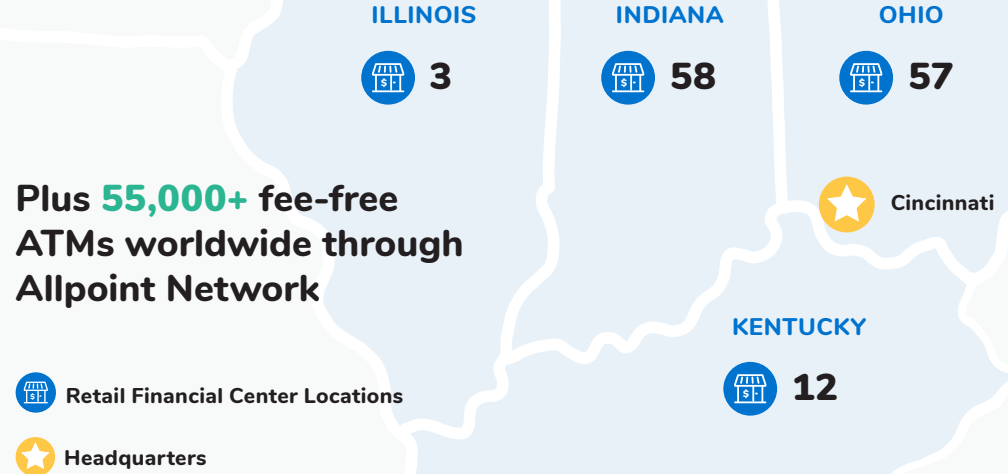 ILLINOIS
3
INDIANA
58
OHIO
57
Plus 55,000+ fee-free
ATMs worldwide through
Allpoint Network
Cincinnati
KENTUCKY
12
Retail Financial Center Locations
Headquarters